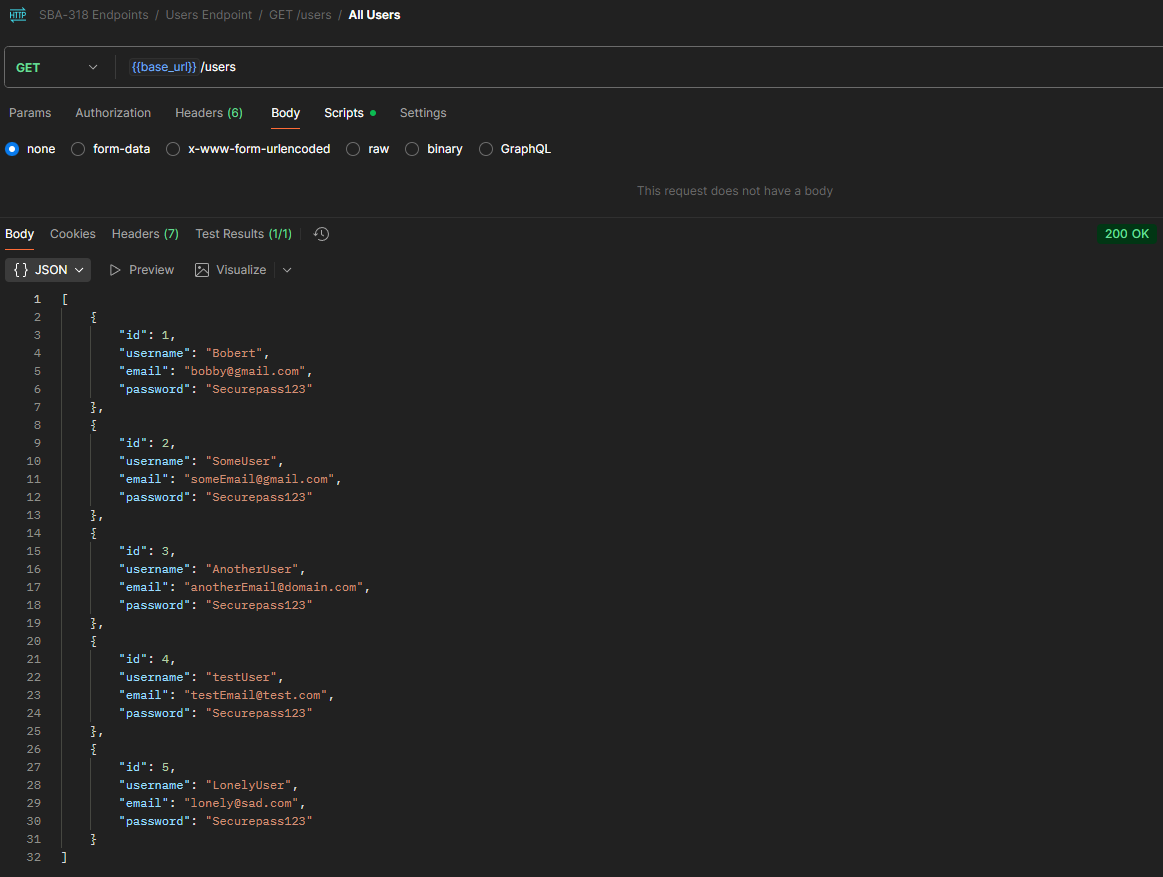 HTTP SBA-318 Endpoints / Users Endpoint / GET /users / All Users
GET {{base_url}} /users
Params Authorization Headers (6) Body Scripts Settings
none form-data x-www-form-urlencoded raw binary GraphQL
This request does not have a body
Body Cookies Headers (7) Test Results (1/1) 200 OK
{} JSON Preview Visualize
1 [
2 {
3 "id": 1,
4 "username": "Bobert",
5 "email": "bobby@gmail.com",
6 "password": "Securepass123"
7 },
8 {
9 "id": 2,
10 "username": "SomeUser",
11 "email": "someEmail@gmail.com",
12 "password": "Securepass123"
13 },
14 {
15 "id": 3,
16 "username": "AnotherUser",
17 "email": "anotherEmail@domain.com",
18 "password": "Securepass123"
19 },
20 {
21 "id": 4,
22 "username": "testUser",
23 "email": "testEmail@test.com",
24 "password": "Securepass123"
25 },
26 {
27 "id": 5,
28 "username": "LonelyUser",
29 "email": "lonely@sad.com",
30 "password": "Securepass123"
31 }
32 ]